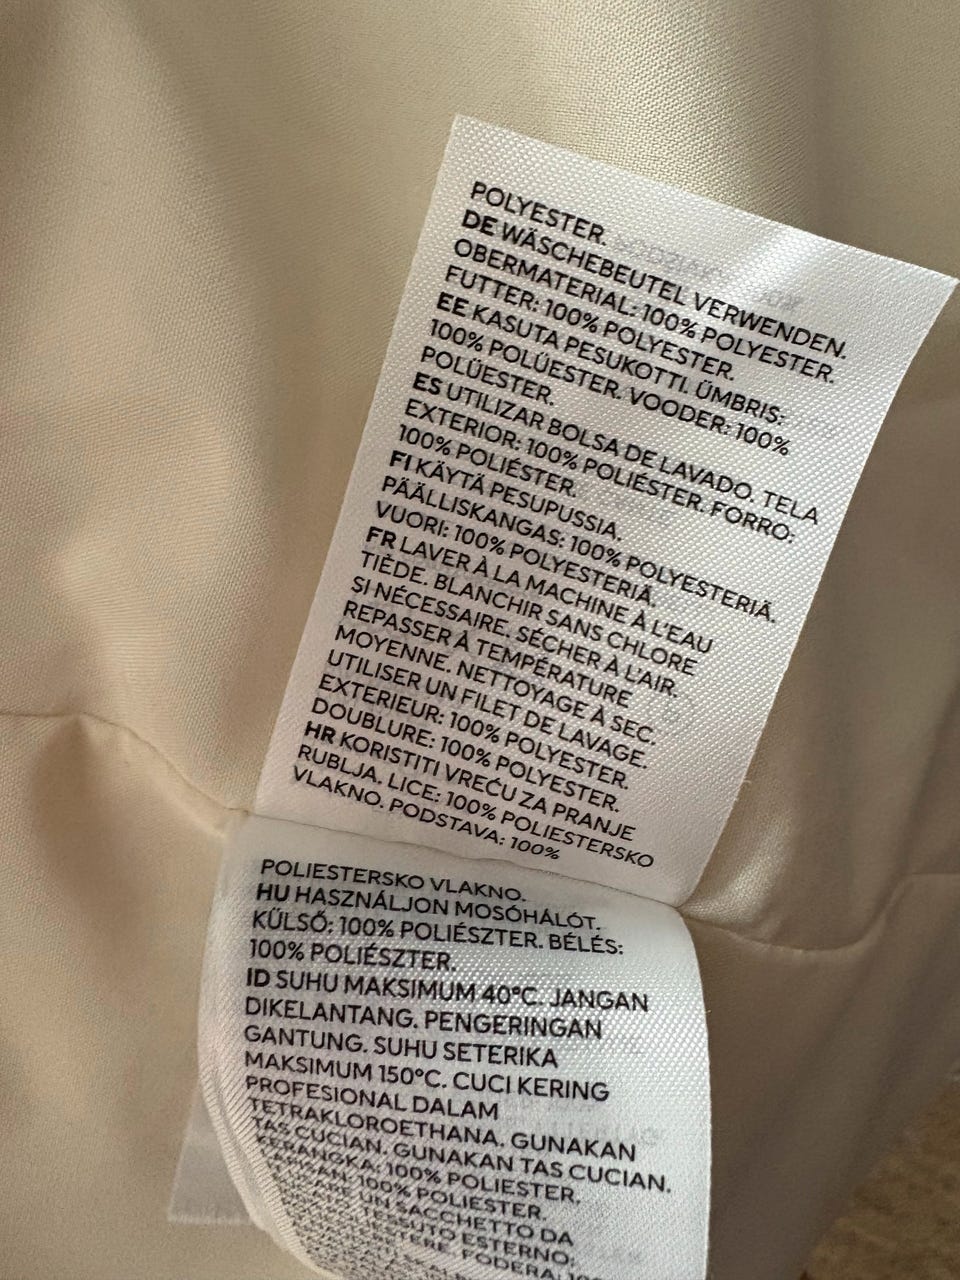 POLYESTER.
DE WÄSCHEBEUTEL VERWENDEN.
OBERMATERIAL: 100% POLYESTER.
FUTTER: 100% POLYESTER.
EE KASUTA PESUKOTTI. ÜMBRIS:
100% POLÜESTER. VOODER: 100%
POLÜESTER.
ES UTILIZAR BOLSA DE LAVADO. TELA
EXTERIOR: 100% POLIÉSTER. FORRO:
100% POLIÉSTER.
FI KÄYTÄ PESUPUSSIA.
PÄÄLLISKANGAS: 100% POLYESTERIÄ.
VUORI: 100% POLYESTERIÄ.
FR LAVER À LA MACHINE À L'EAU
TIÈDE. BLANCHIR SANS CHLORE
SI NÉCESSAIRE. SÉCHER À L'AIR.
REPASSER À TEMPÉRATURE
MOYENNE. NETTOYAGE À SEC.
UTILISER UN FILET DE LAVAGE.
EXTERIEUR: 100% POLYESTER.
DOUBLURE: 100% POLYESTER.
HR KORISTITI VREĆU ZA PRANJE
RUBLJA. LICE: 100% POLIESTERSKO
VLAKNO. PODSTAVA: 100%
POLIESTERSKO VLAKNO.
HU HASZNÁLJON MOSÓHÁLÓT.
KÜLSŐ: 100% POLIÉSZTER. BÉLÉS:
100% POLIÉSZTER.
ID SUHU MAKSIMUM 40°C. JANGAN
DIKELANTANG. PENGERINGAN
GANTUNG. SUHU SETERIKA
MAKSIMUM 150°C. CUCI KERING
PROFESIONAL DALAM
TETRAKLOROETHANA. GUNAKAN
TAS CUCIAN. GUNAKAN TAS CUCIAN.
KERANGKA: 100% POLIESTER.
LAPISAN: 100% POLIESTER.
UN SACCHETTO DA
TESSUTO ESTERNO:
FODERA: